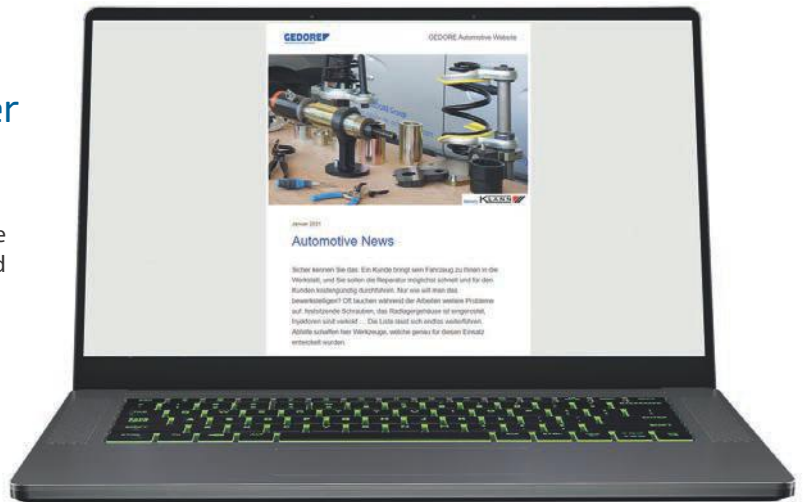 er
e
d
GEDORE
GEDORE Automotive Website
KLANN
Januar 2021
Automotive News
Sicher kennen Sie das: Ein Kunde bringt sein Fahrzeug zu Ihnen in die
Werkstatt, und Sie sollen die Reparatur möglichst schnell und für den
Kunden kostengünstig durchführen. Nur wie will man das
bewerkstelligen? Oft tauchen während der Arbeiten weitere Probleme
auf: festsitzende Schrauben, das Radlagergehäuse ist eingerostet,
Injektoren sind verkokt ... Die Liste lässt sich endlos weiterführen.
Abhilfe schaffen hier Werkzeuge, welche genau für diesen Einsatz
entwickelt wurden.